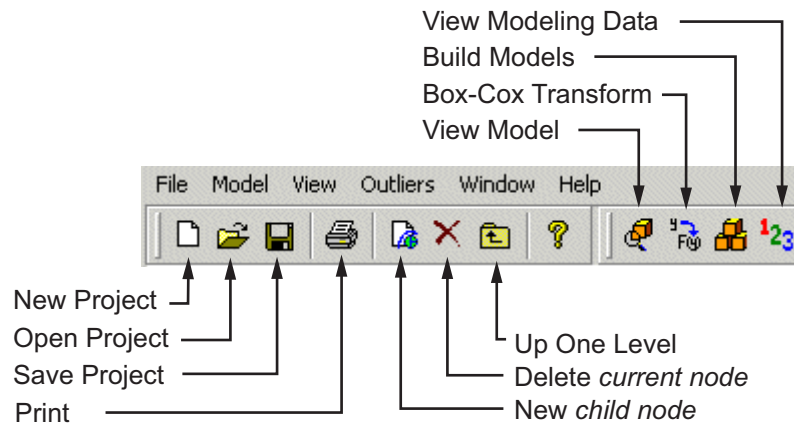 View Modeling Data
Build Models
Box-Cox Transform
View Model
File Model View Outliers Window Help
? y F(y) 123
New Project
Open Project
Save Project
Print
Up One Level
Delete current node
New child node